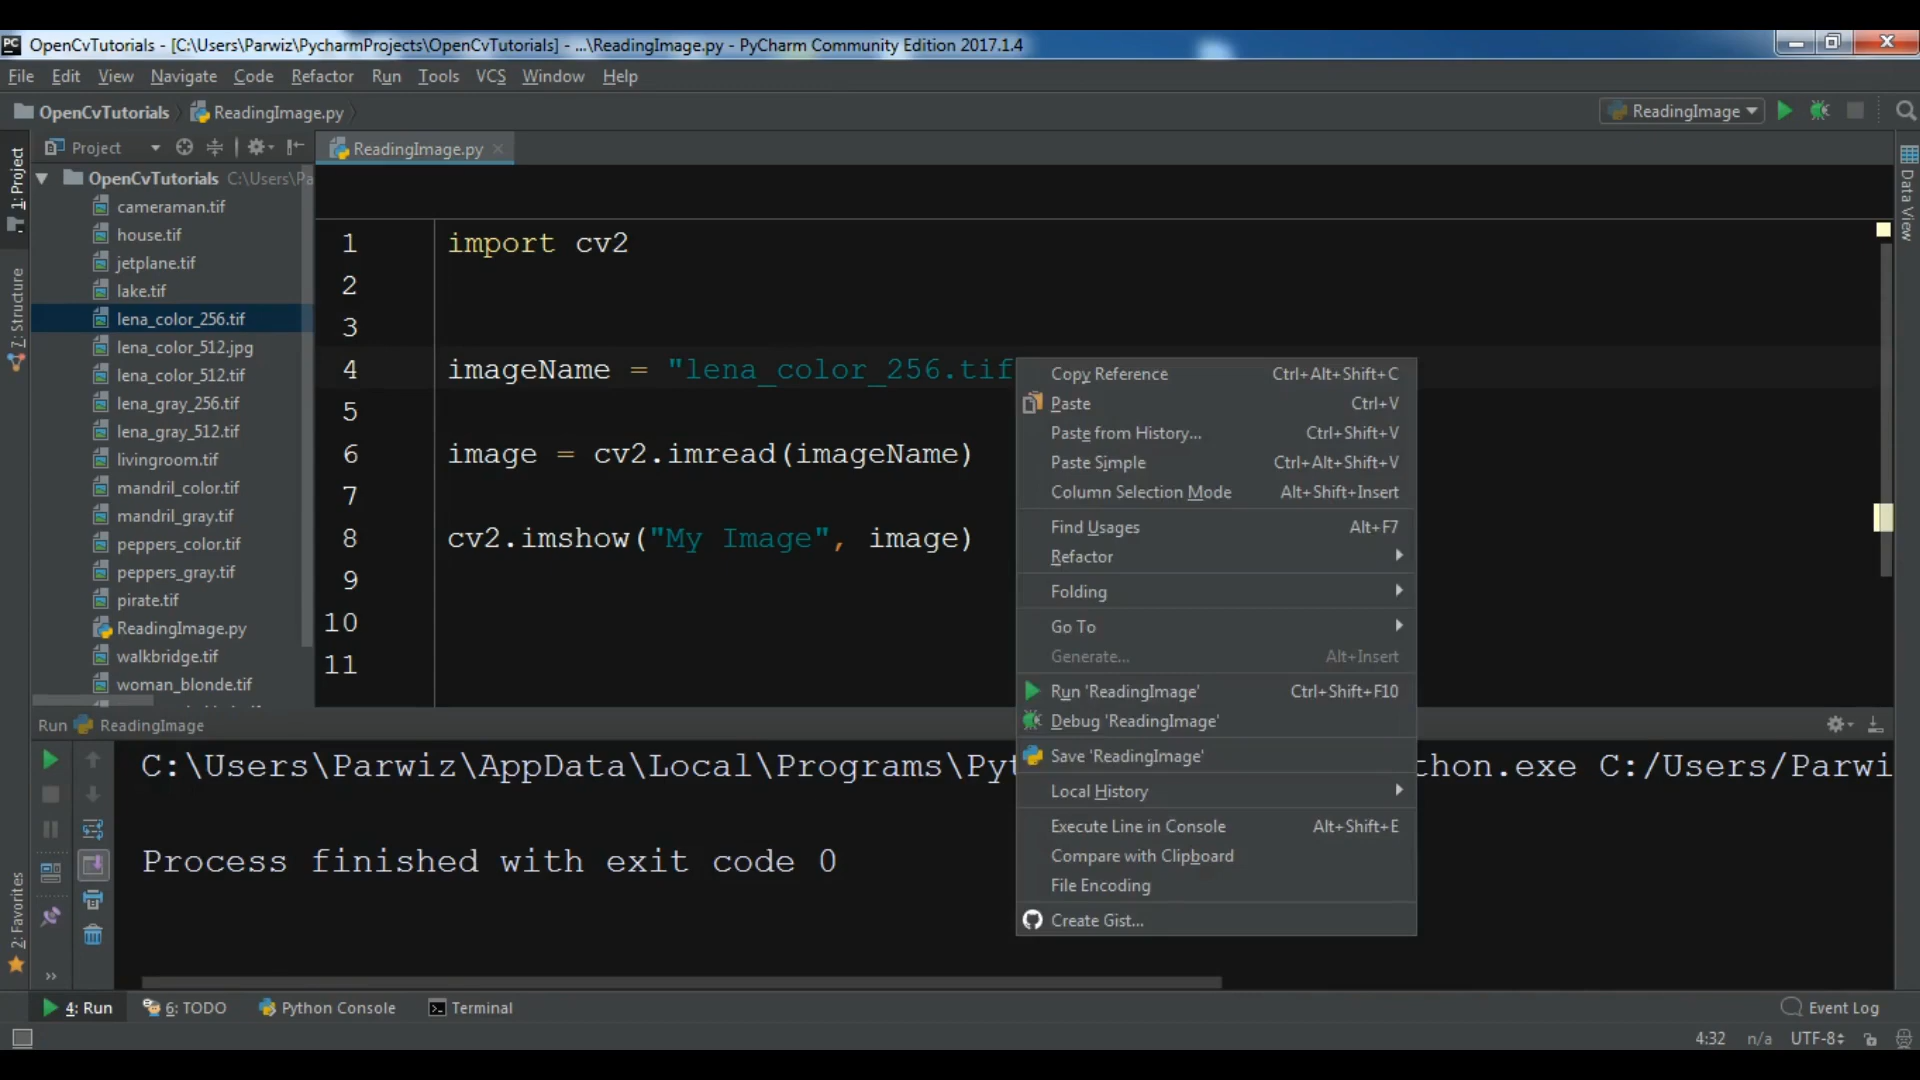 OpenCvTutorials - [C:\Users\Parwiz\PycharmProjects\OpenCvTutorials] - ...\ReadingImage.py - PyCharm Community Edition 2017.1.4
File Edit View Navigate Code Refactor Run Tools VCS Window Help
OpenCvTutorials ReadingImage.py
ReadingImage
Project
ReadingImage.py
1: Project
7: Structure
2: Favorites
Data View
OpenCvTutorials C:\Users\Pa
cameraman.tif
house.tif
jetplane.tif
lake.tif
lena_color_256.tif
lena_color_512.jpg
lena_color_512.tif
lena_gray_256.tif
lena_gray_512.tif
livingroom.tif
mandril_color.tif
mandril_gray.tif
peppers_color.tif
peppers_gray.tif
pirate.tif
ReadingImage.py
walkbridge.tif
woman_blonde.tif
1 import cv2
2
3
4 imageName = "lena_color_256.tif
5
6 image = cv2.imread(imageName)
7
8 cv2.imshow("My Image", image)
9
10
11
Copy Reference Ctrl+Alt+Shift+C
Paste Ctrl+V
Paste from History... Ctrl+Shift+V
Paste Simple Ctrl+Alt+Shift+V
Column Selection Mode Alt+Shift+Insert
Find Usages Alt+F7
Refactor
Folding
Go To
Generate... Alt+Insert
Run 'ReadingImage' Ctrl+Shift+F10
Debug 'ReadingImage'
Save 'ReadingImage'
Local History
Execute Line in Console Alt+Shift+E
Compare with Clipboard
File Encoding
Create Gist...
Run ReadingImage
C:\Users\Parwiz\AppData\Local\Programs\Pyt thon.exe C:/Users/Parwi
Process finished with exit code 0
4: Run 6: TODO Python Console Terminal Event Log
4:32 n/a UTF-8